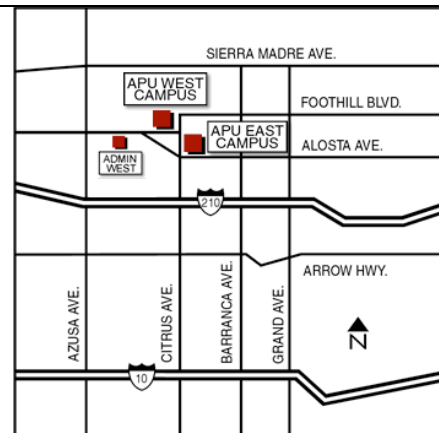 SIERRA MADRE AVE.
APU WEST
CAMPUS
FOOTHILL BLVD.
APU EAST
CAMPUS
ALOSTA AVE.
ADMIN
WEST
210
ARROW HWY.
AZUSA AVE.
CITRUS AVE.
BARRANCA AVE.
GRAND AVE.
N
10